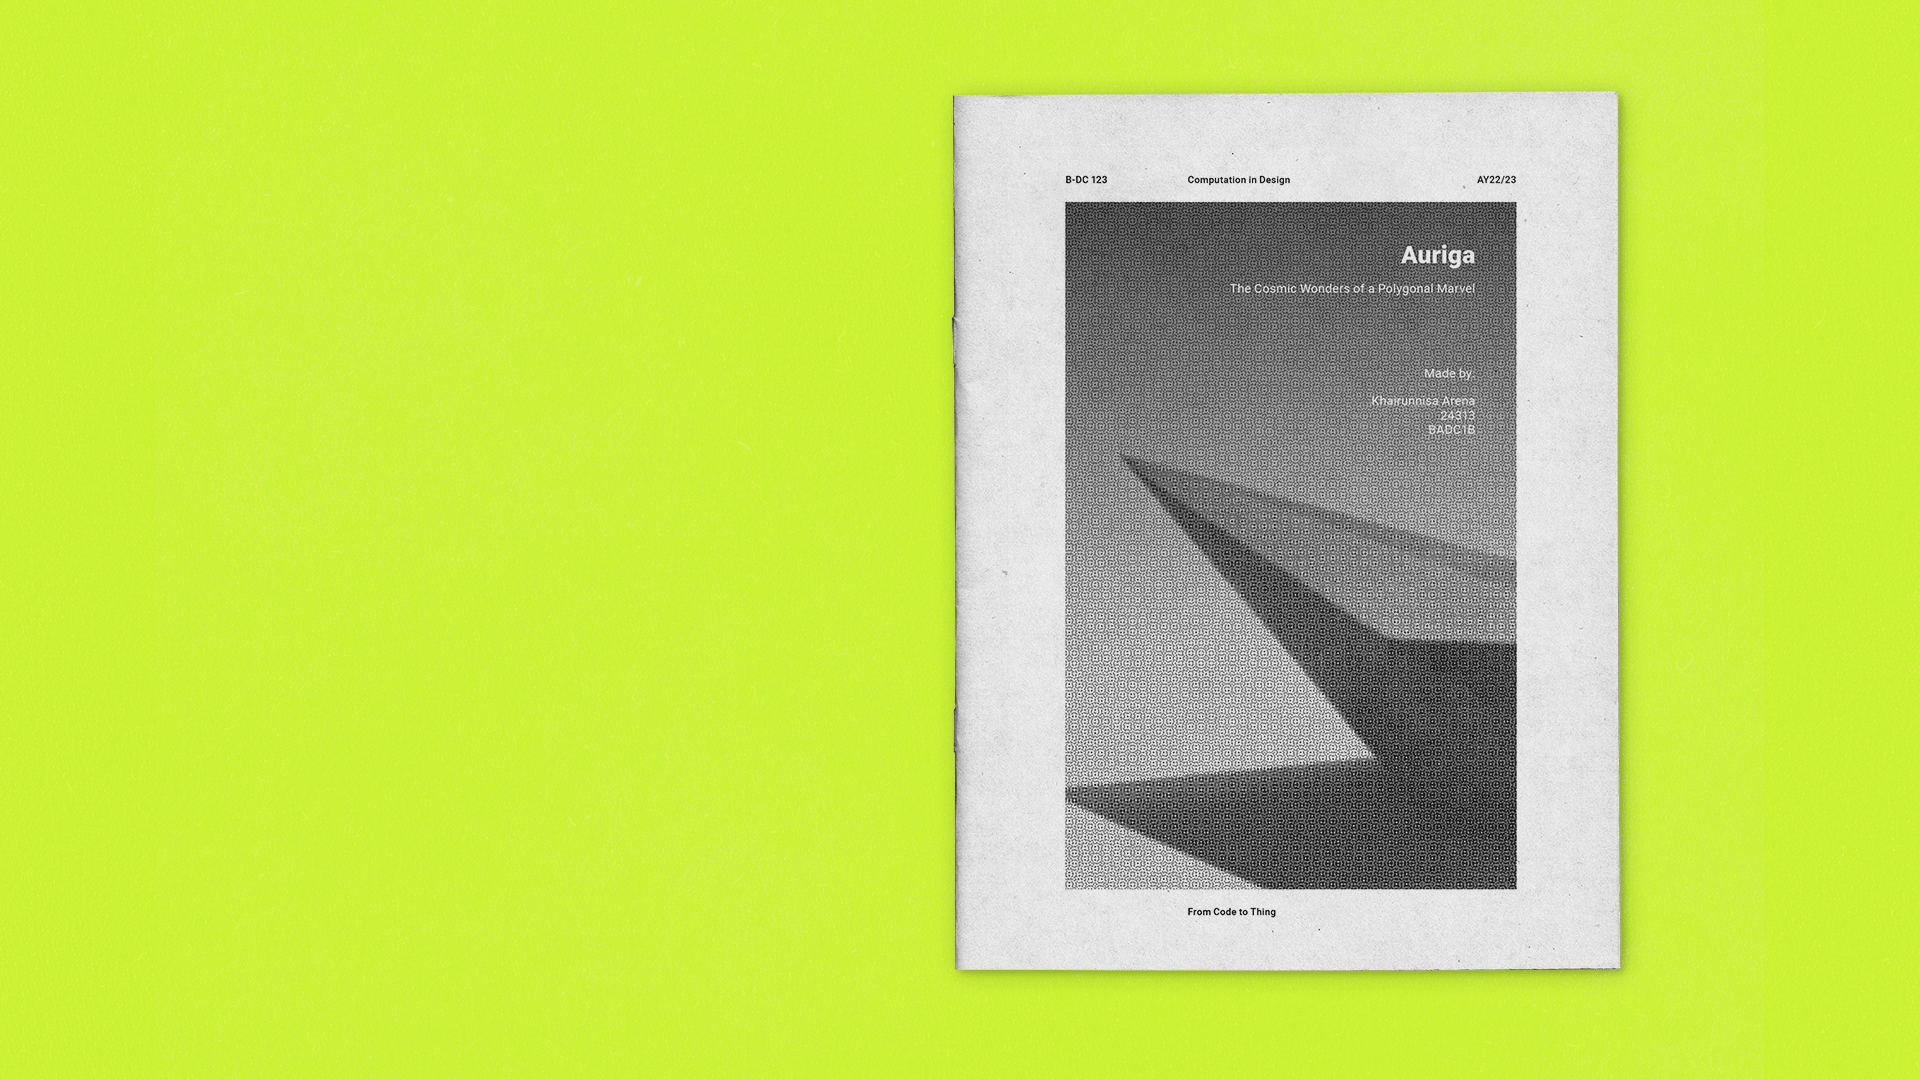 B-DC 123
Computation in Design
AY22/23
Auriga
The Cosmic Wonders of a Polygonal Marvel
Made by.
Khairunnisa Arena
24313
BADC1B
From Code to Thing